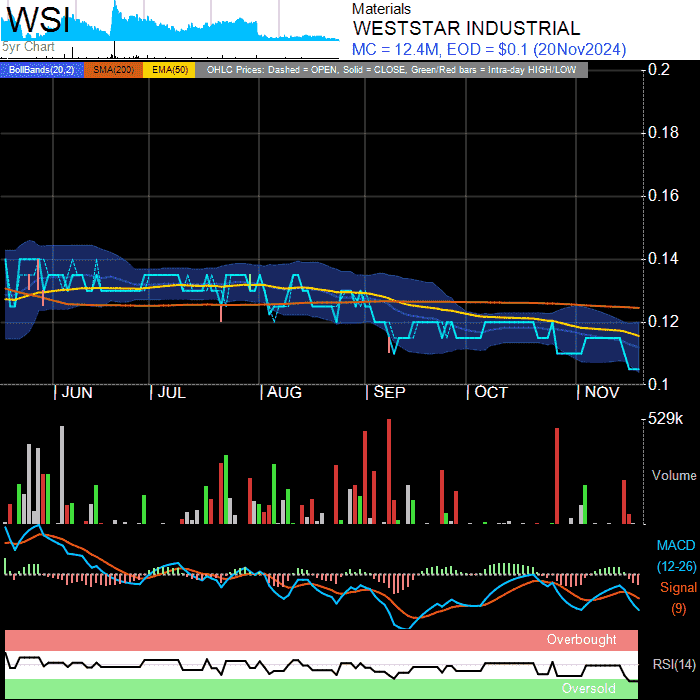 WSI
5yr Chart
Materials
WESTSTAR INDUSTRIAL
MC = 12.4M, EOD = $0.1 (20Nov2024)
BollBands(20,2) SMA(200) EMA(50) OHLC Prices: Dashed = OPEN, Solid = CLOSE, Green/Red bars = Intra-day HIGH/LOW
0.2
0.18
0.16
0.14
0.12
0.1
JUN JUL AUG SEP OCT NOV
529k
Volume
MACD
(12-26)
Signal
(9)
Overbought
RSI(14)
Oversold